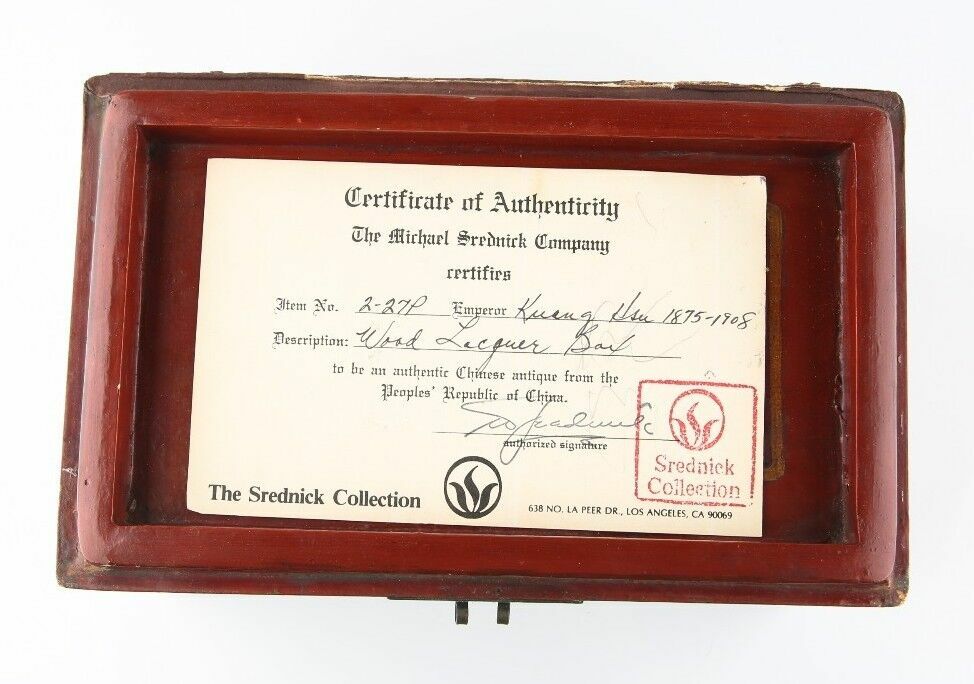 Certificate of Authenticity
The Michael Srednick Company
certifies
Item No. 2-27P Emperor Kuang Hsu 1875-1908
Description: Wood Lacquer Box
to be an authentic Chinese antique from the
Peoples' Republic of China.
authorized signature
Srednick
Collection
The Srednick Collection
638 NO. LA PEER DR., LOS ANGELES, CA 90069